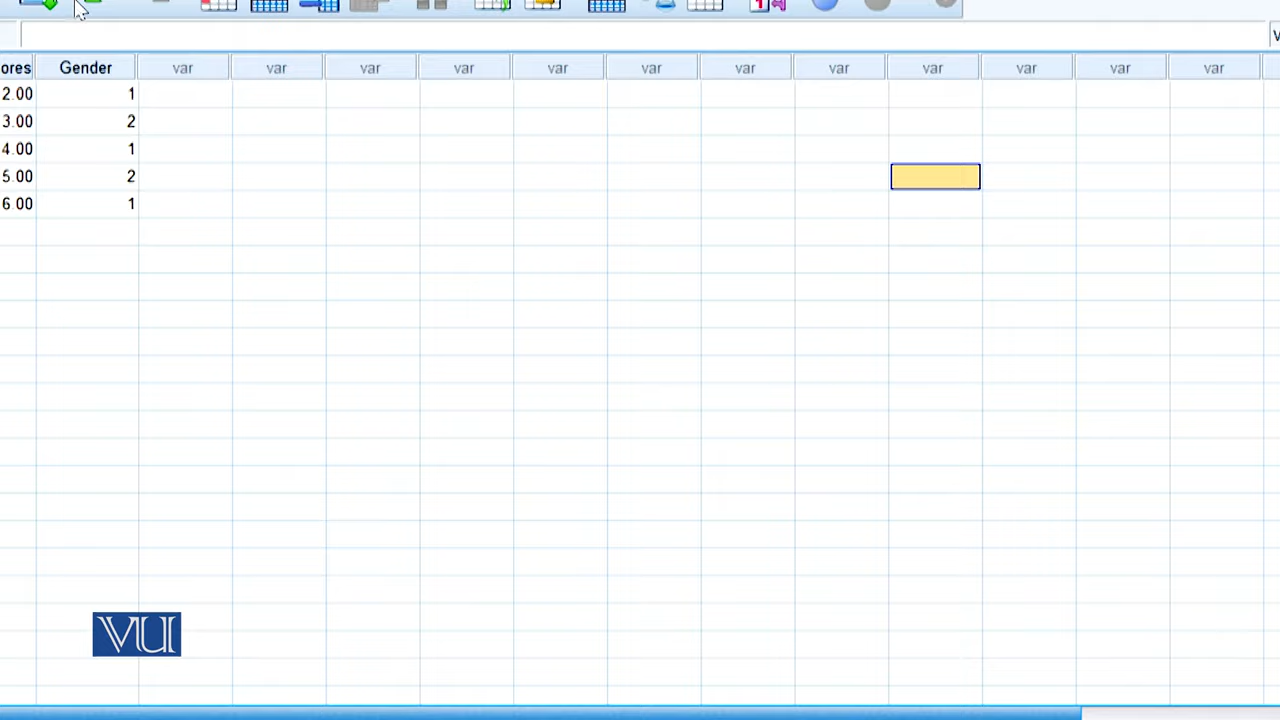 ores Gender var var var var var var var var var var var var
2.00 1
3.00 2
4.00 1
5.00 2
6.00 1
VU